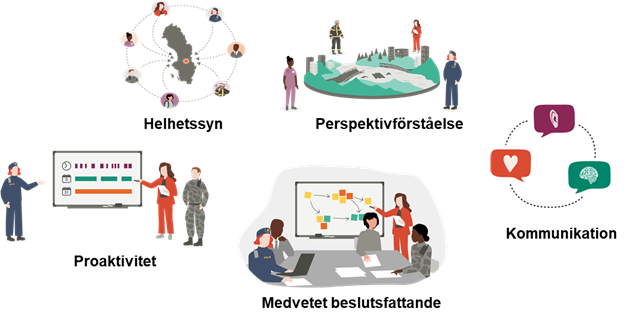 Helhetssyn
Perspektivförståelse
Kommunikation
Proaktivitet
Medvetet beslutsfattande